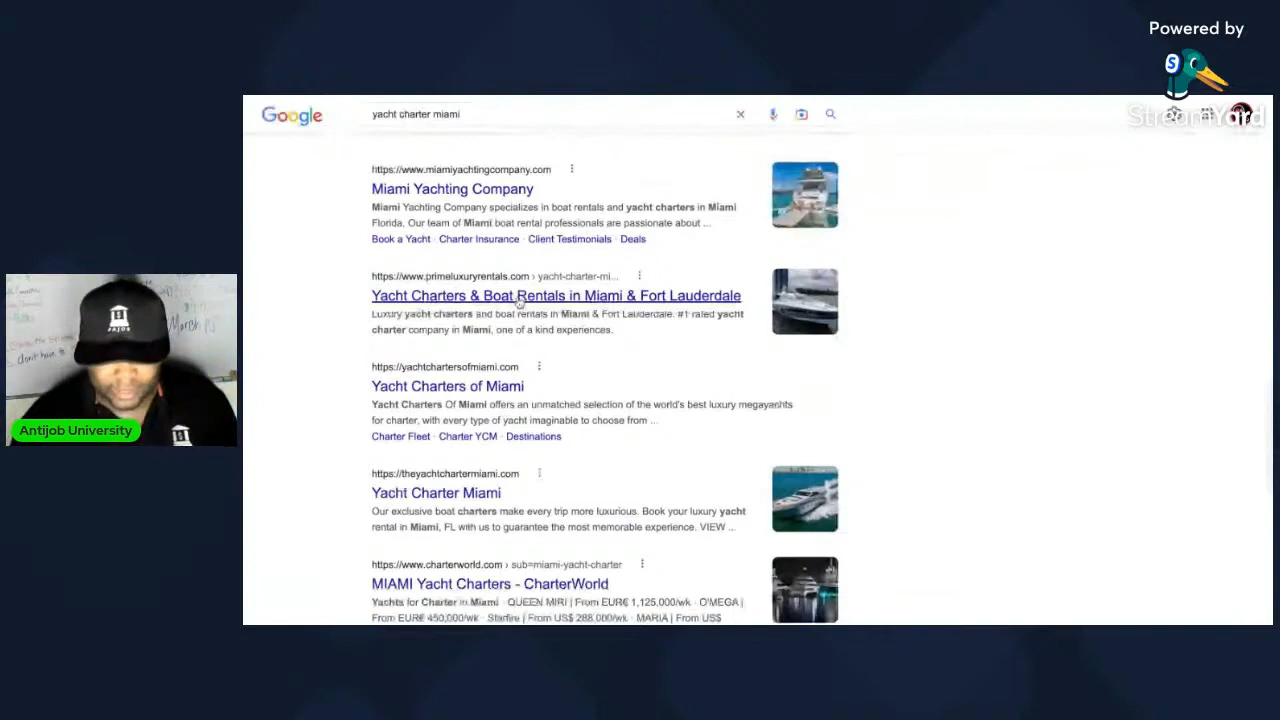 Powered by
StreamYard
Google
yacht charter miami
https://www.miamiyachtingcompany.com
Miami Yachting Company
Miami Yachting Company specializes in boat rentals and yacht charters in Miami
Florida. Our team of Miami boat rental professionals are passionate about ...
Book a Yacht · Charter Insurance · Client Testimonials · Deals
https://www.primeluxuryrentals.com › yacht-charter-mi...
Yacht Charters & Boat Rentals in Miami & Fort Lauderdale
Luxury yacht charters and boat rentals in Miami & Fort Lauderdale. #1 rated yacht
charter company in Miami, one of a kind experiences.
https://yachtchartersofmiami.com
Yacht Charters of Miami
Yacht Charters Of Miami offers an unmatched selection of the world's best luxury megayachts
for charter, with every type of yacht imaginable to choose from ...
Charter Fleet · Charter YCM · Destinations
https://theyachtchartermiami.com
Yacht Charter Miami
Our exclusive boat charters make every trip more luxurious. Book your luxury yacht
rental in Miami, FL with us to guarantee the most memorable experience. VIEW ...
https://www.charterworld.com › sub=miami-yacht-charter
MIAMI Yacht Charters - CharterWorld
Yachts for Charter in Miami · QUEEN MIRI | From EUR€ 1,125,000/wk · O'MEGA |
From EUR€ 450,000/wk · Starfire | From US$ 288,000/wk · MARIA | From US$
March
don't have to
Antijob University